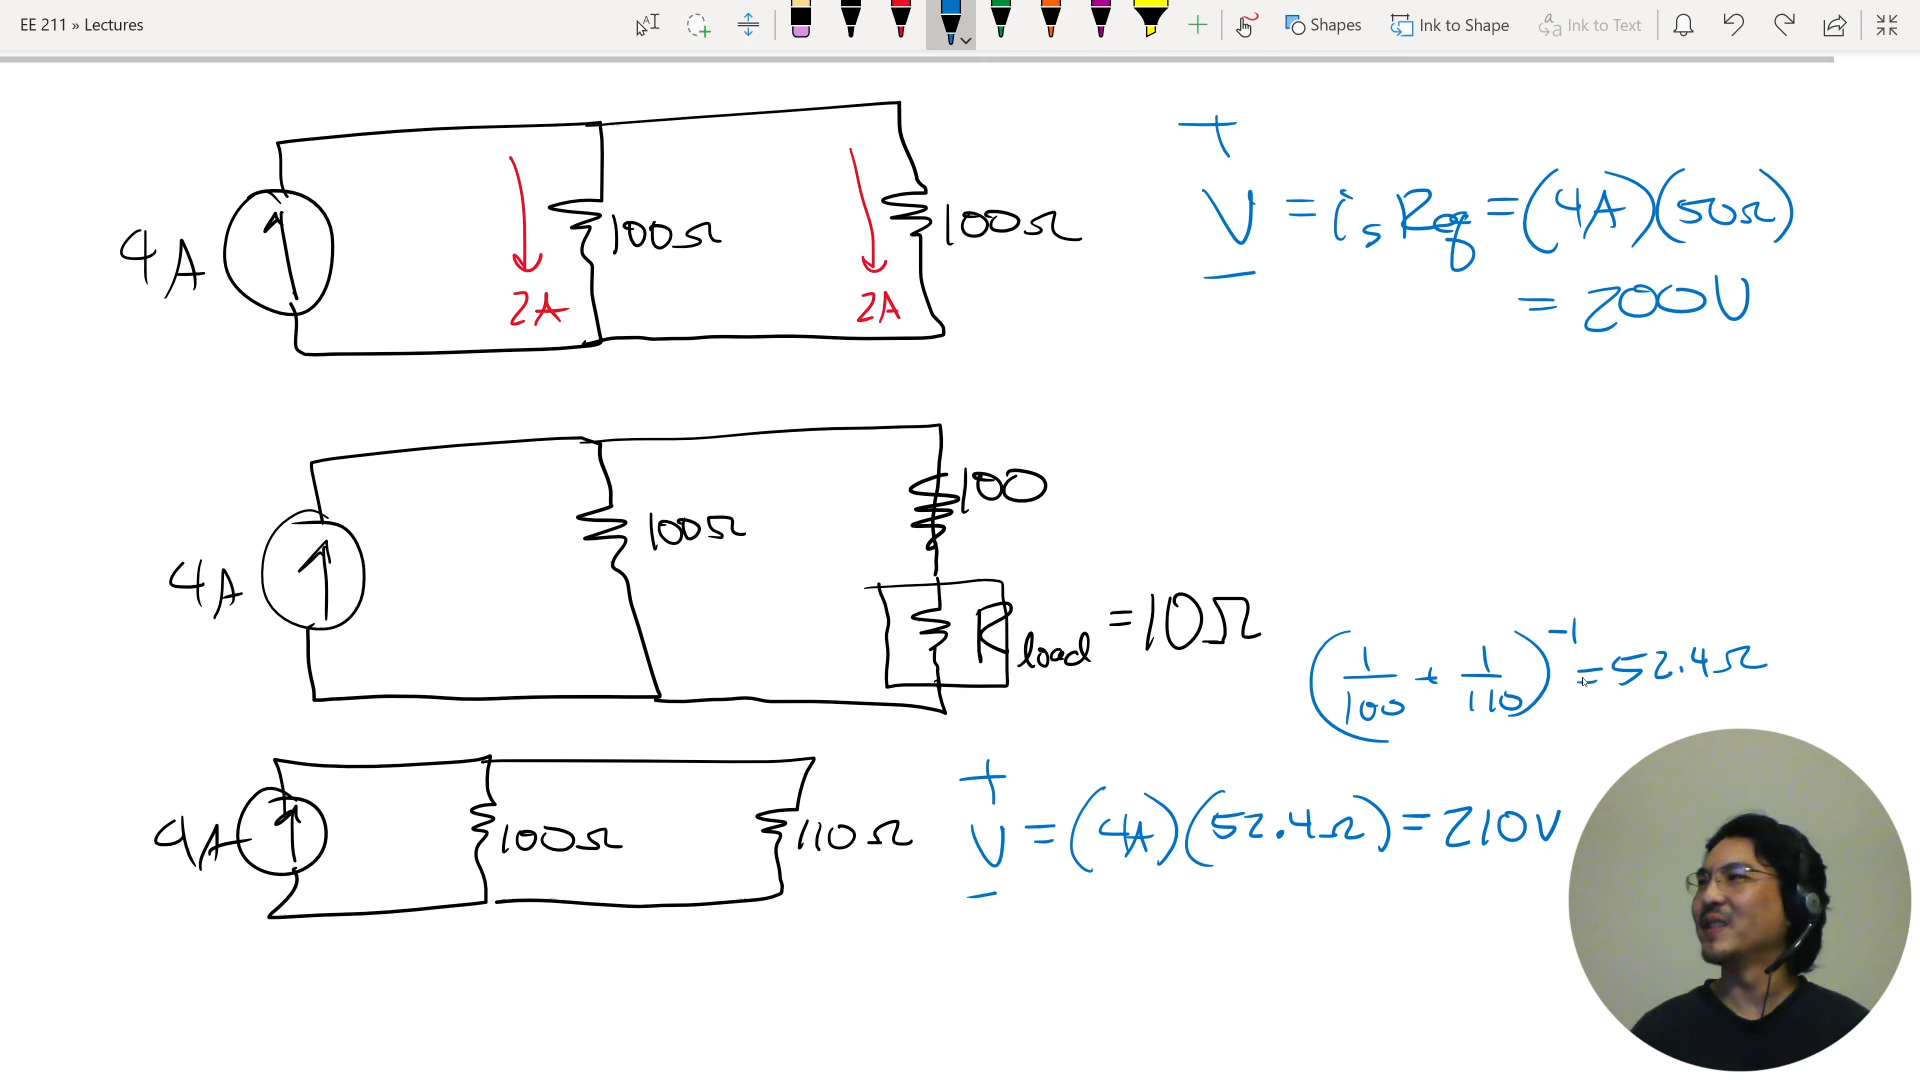 EE 211 » Lectures
Shapes
Ink to Shape
Ink to Text
4A
100Ω
100Ω
2A
2A
+
V = is Req = (4A)(50Ω)
−
= 200V
4A
100Ω
100
Rload = 10Ω
(1/100 + 1/110)^-1 = 52.4Ω
4A
100Ω
110Ω
+
V = (4A)(52.4Ω) = 210V
−